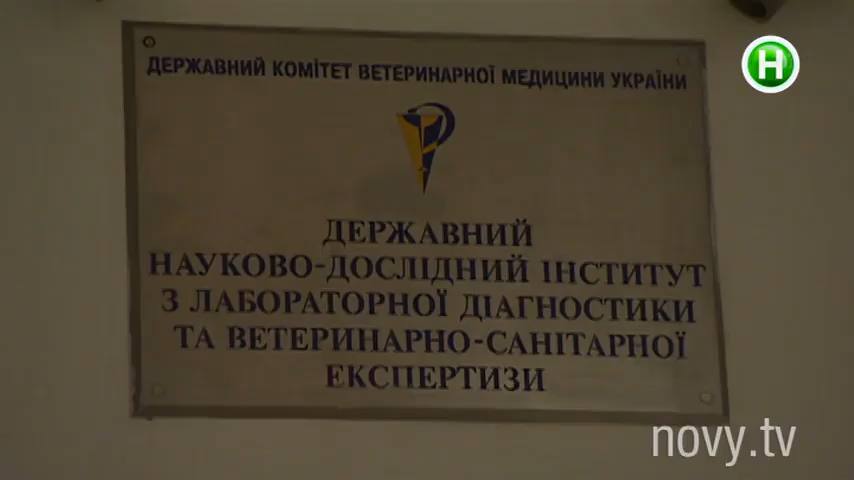 ДЕРЖАВНИЙ КОМІТЕТ ВЕТЕРИНАРНОЇ МЕДИЦИНИ УКРАЇНИ
Н
ДЕРЖАВНИЙ
НАУКОВО-ДОСЛІДНИЙ ІНСТИТУТ
З ЛАБОРАТОРНОЇ ДІАГНОСТИКИ
ТА ВЕТЕРИНАРНО-САНІТАРНОЇ
ЕКСПЕРТИЗИ
novy.tv